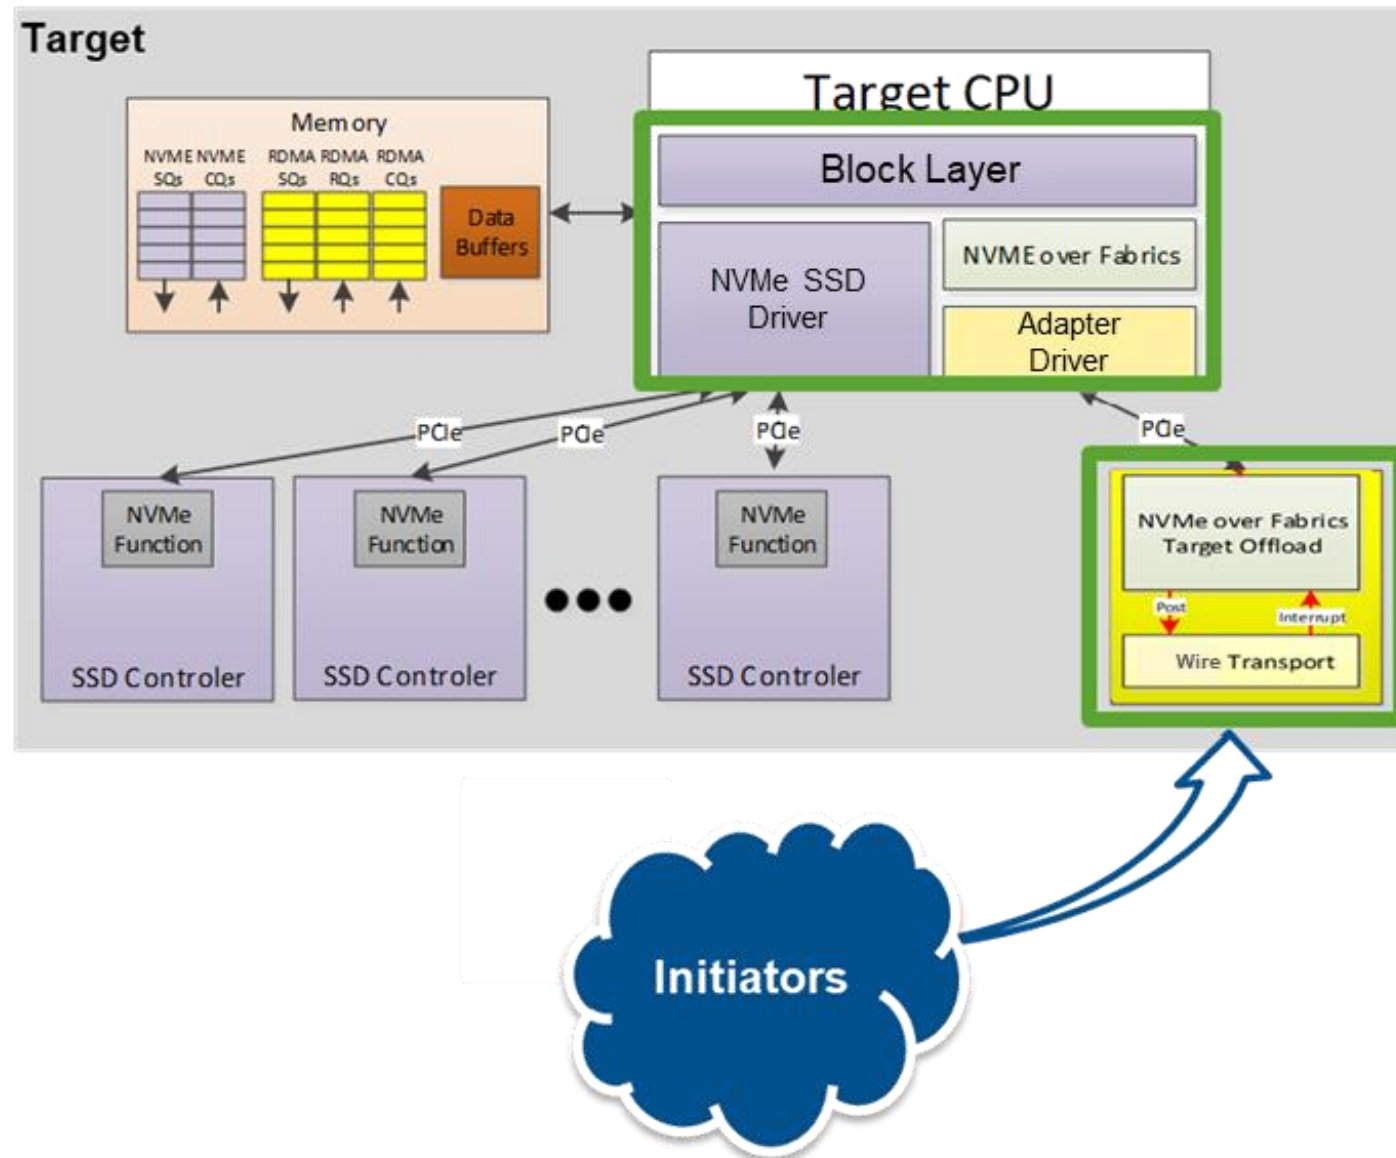 Target
Target CPU
Memory
NVME NVME RDMA RDMA RDMA
SQs CQs SQs RQs CQs
Data
Buffers
Block Layer
NVMe SSD
Driver
NVME over Fabrics
Adapter
Driver
PCIe
PCIe
PCIe
PCIe
NVMe
Function
SSD Controler
NVMe
Function
SSD Controler
NVMe
Function
SSD Controler
NVMe over Fabrics
Target Offload
Post
Interrupt
Wire Transport
Initiators